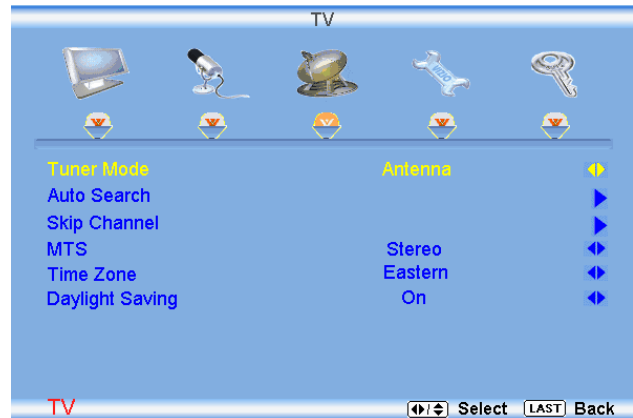 TV
Tuner Mode Antenna
Auto Search
Skip Channel
MTS Stereo
Time Zone Eastern
Daylight Saving On
TV Select LAST Back